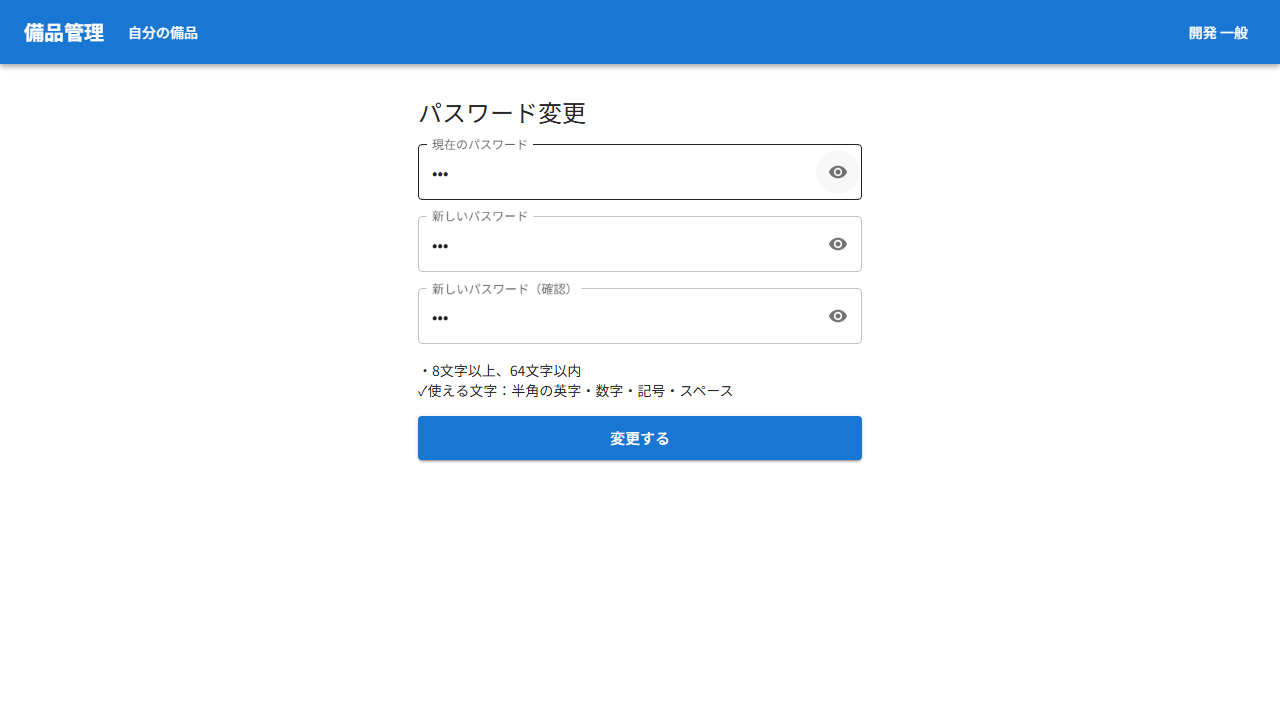 備品管理 自分の備品 開発 一般
パスワード変更
現在のパスワード
•••
新しいパスワード
•••
新しいパスワード（確認）
•••
・8文字以上、64文字以内
✓使える文字：半角の英字・数字・記号・スペース
変更する